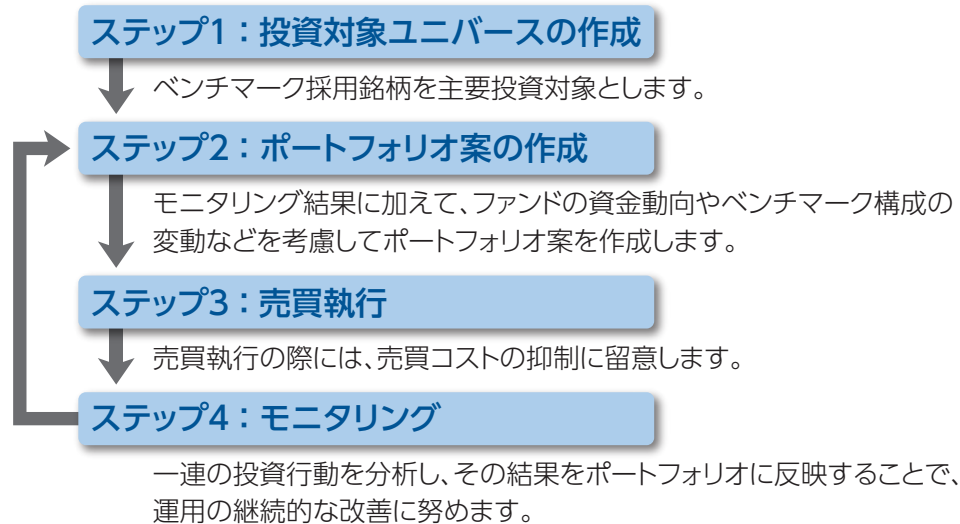 ステップ1：投資対象ユニバースの作成
ベンチマーク採用銘柄を主要投資対象とします。
ステップ2：ポートフォリオ案の作成
モニタリング結果に加えて、ファンドの資金動向やベンチマーク構成の
変動などを考慮してポートフォリオ案を作成します。
ステップ3：売買執行
売買執行の際には、売買コストの抑制に留意します。
ステップ4：モニタリング
一連の投資行動を分析し、その結果をポートフォリオに反映することで、
運用の継続的な改善に努めます。